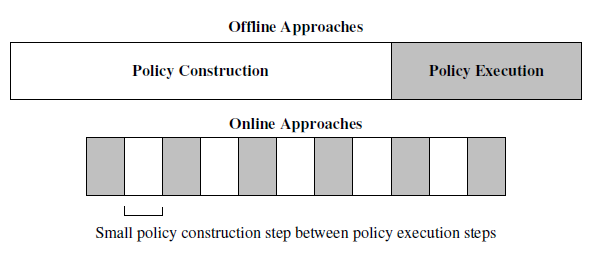 Offline Approaches
Policy Construction Policy Execution
Online Approaches
Small policy construction step between policy execution steps